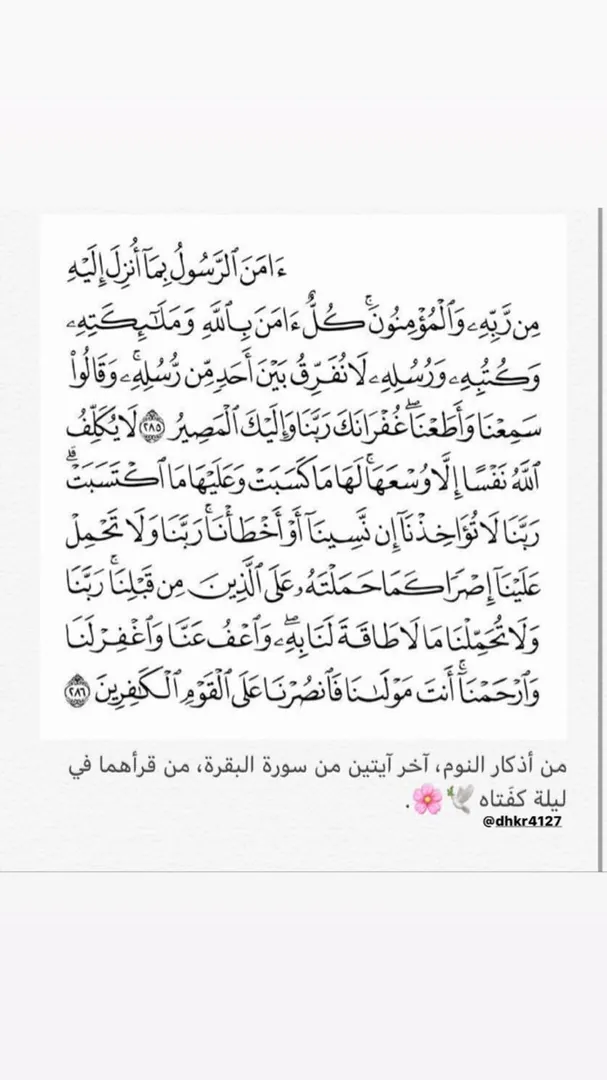 ءَامَنَ ٱلرَّسُولُ بِمَآ أُنزِلَ إِلَيْهِ
مِن رَّبِّهِۦ وَٱلْمُؤْمِنُونَ ۚ كُلٌّ ءَامَنَ بِٱللَّهِ وَمَلَـٰٓئِكَتِهِۦ
وَكُتُبِهِۦ وَرُسُلِهِۦ لَا نُفَرِّقُ بَيْنَ أَحَدٍ مِّن رُّسُلِهِۦ ۚ وَقَالُوا۟
سَمِعْنَا وَأَطَعْنَا ۖ غُفْرَانَكَ رَبَّنَا وَإِلَيْكَ ٱلْمَصِيرُ ٢٨٥ لَا يُكَلِّفُ
ٱللَّهُ نَفْسًا إِلَّا وُسْعَهَا ۚ لَهَا مَا كَسَبَتْ وَعَلَيْهَا مَا ٱكْتَسَبَتْ ۗ
رَبَّنَا لَا تُؤَاخِذْنَآ إِن نَّسِينَآ أَوْ أَخْطَأْنَا ۚ رَبَّنَا وَلَا تَحْمِلْ
عَلَيْنَآ إِصْرًا كَمَا حَمَلْتَهُۥ عَلَى ٱلَّذِينَ مِن قَبْلِنَا ۚ رَبَّنَا
وَلَا تُحَمِّلْنَا مَا لَا طَاقَةَ لَنَا بِهِۦ ۖ وَٱعْفُ عَنَّا وَٱغْفِرْ لَنَا
وَٱرْحَمْنَآ ۚ أَنتَ مَوْلَىٰنَا فَٱنصُرْنَا عَلَى ٱلْقَوْمِ ٱلْكَـٰفِرِينَ ٢٨٦
من أذكار النوم، آخر آيتين من سورة البقرة، من قرأهما في
ليلة كفَتاه 🕊️🌸.
@dhkr4127